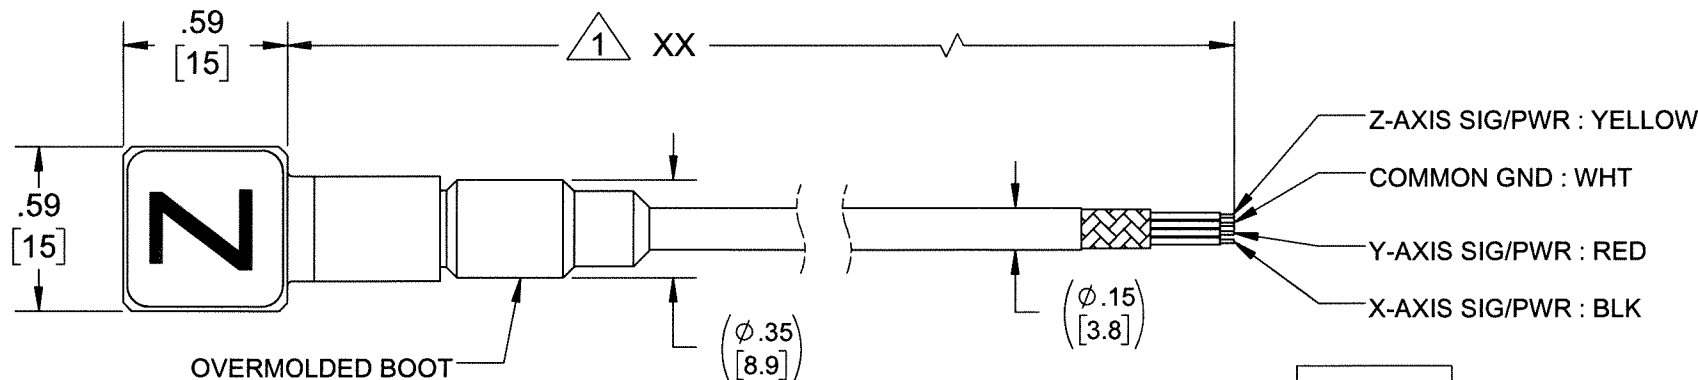 .59
[15]
1 XX
Z-AXIS SIG/PWR : YELLOW
COMMON GND : WHT
Y-AXIS SIG/PWR : RED
X-AXIS SIG/PWR : BLK
.59
[15]
Z
(⌀.15)
[3.8]
(⌀.35)
[8.9]
OVERMOLDED BOOT